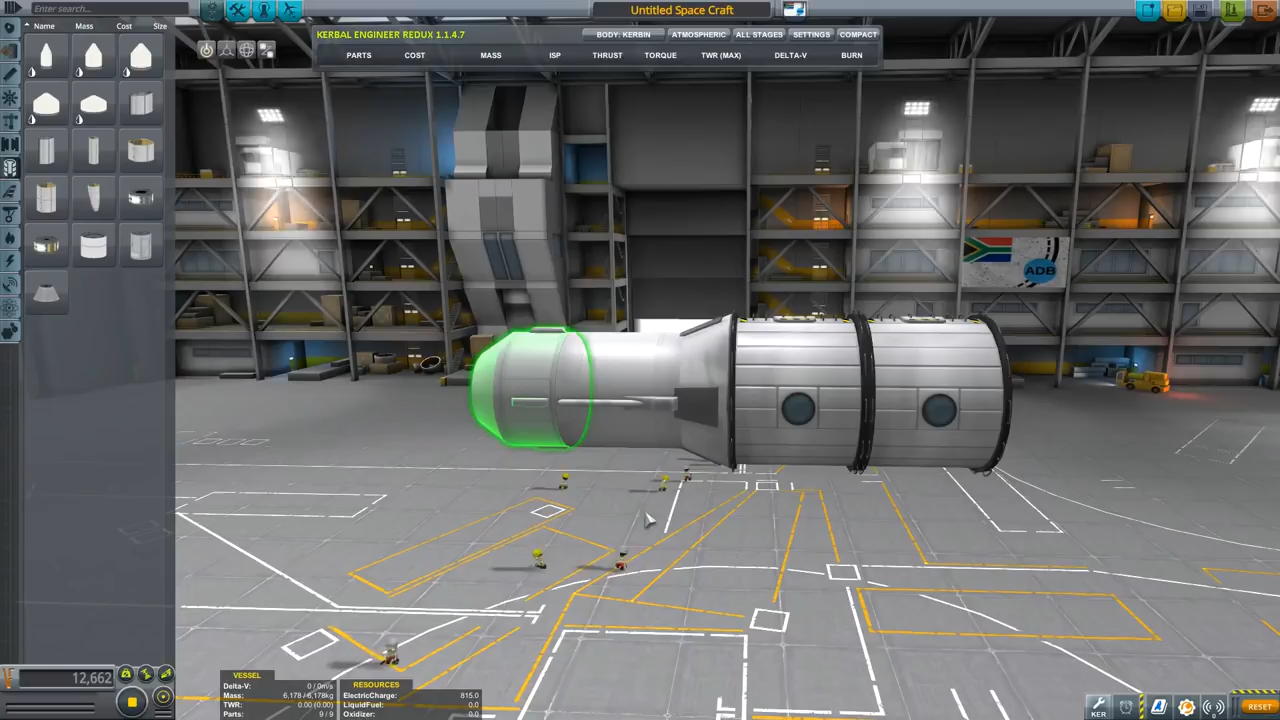 Enter search...
Untitled Space Craft
Name Mass Cost Size
KERBAL ENGINEER REDUX 1.1.4.7
BODY: KERBIN ATMOSPHERIC ALL STAGES SETTINGS COMPACT
PARTS COST MASS ISP THRUST TORQUE TWR (MAX) DELTA-V BURN
ADB
12,662
VESSEL
Delta-V: 0 / 0m/s
Mass: 6,178 / 6,178kg
TWR: 0.00 (0.00)
Parts: 9 / 9
RESOURCES
ElectricCharge: 815.0
LiquidFuel: 0.0
Oxidizer: 0.0
KER
RESET